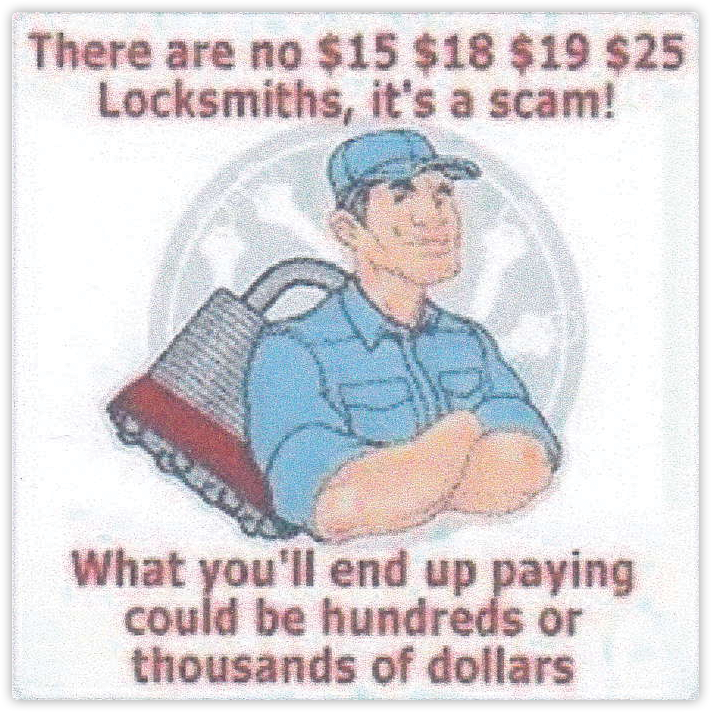 There are no $15 $18 $19 $25
Locksmiths, it's a scam!
What you'll end up paying
could be hundreds or
thousands of dollars